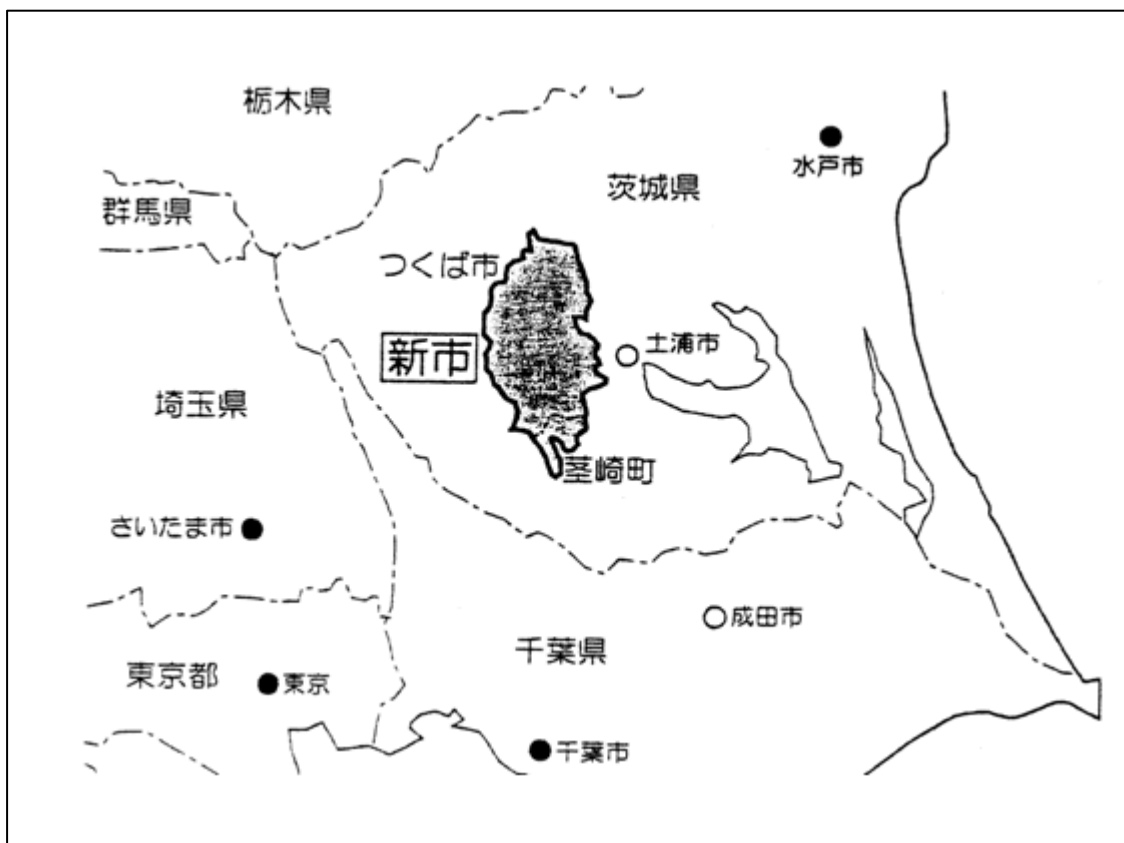 栃木県
水戸市
茨城県
群馬県
つくば市
新市
土浦市
埼玉県
茎崎町
さいたま市
成田市
千葉県
東京都
東京
千葉市